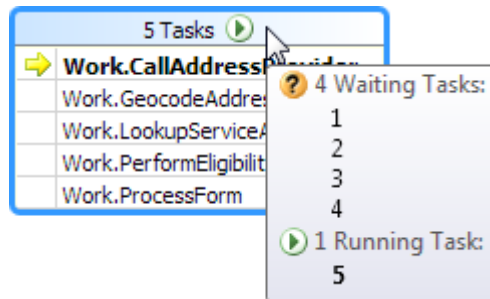 5 Tasks
Work.CallAddressProvider
Work.GeocodeAddres
Work.LookupServiceA
Work.PerformEligibilit
Work.ProcessForm
4 Waiting Tasks:
1
2
3
4
1 Running Task:
5